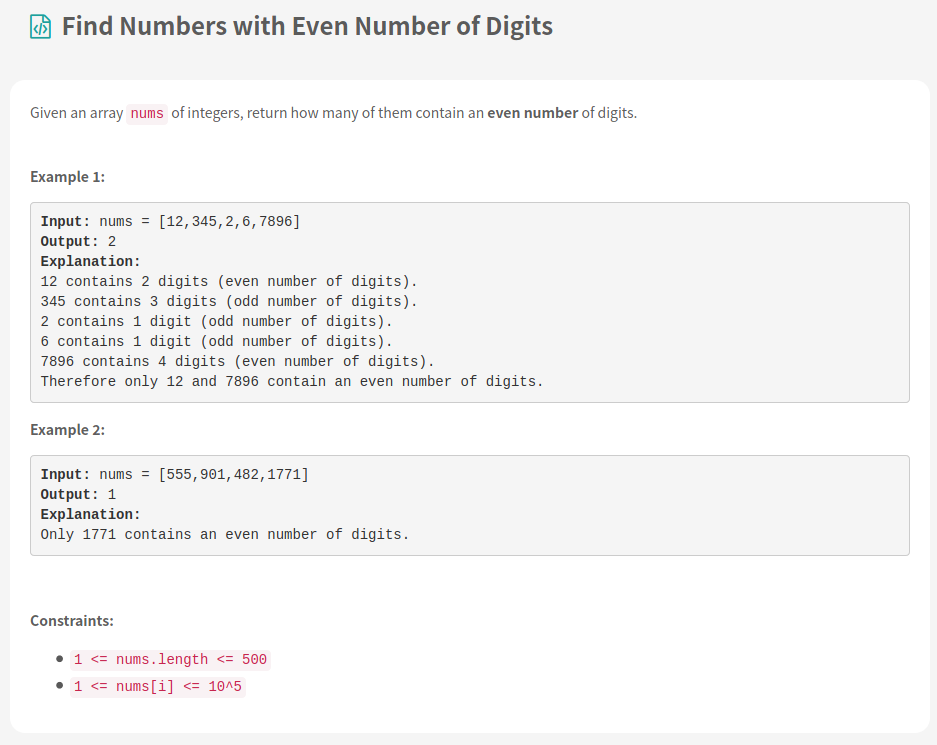 Find Numbers with Even Number of Digits
Given an array nums of integers, return how many of them contain an even number of digits.
Example 1:
Input: nums = [12,345,2,6,7896]
Output: 2
Explanation:
12 contains 2 digits (even number of digits).
345 contains 3 digits (odd number of digits).
2 contains 1 digit (odd number of digits).
6 contains 1 digit (odd number of digits).
7896 contains 4 digits (even number of digits).
Therefore only 12 and 7896 contain an even number of digits.
Example 2:
Input: nums = [555,901,482,1771]
Output: 1
Explanation:
Only 1771 contains an even number of digits.
Constraints:
• 1 <= nums.length <= 500
• 1 <= nums[i] <= 10^5